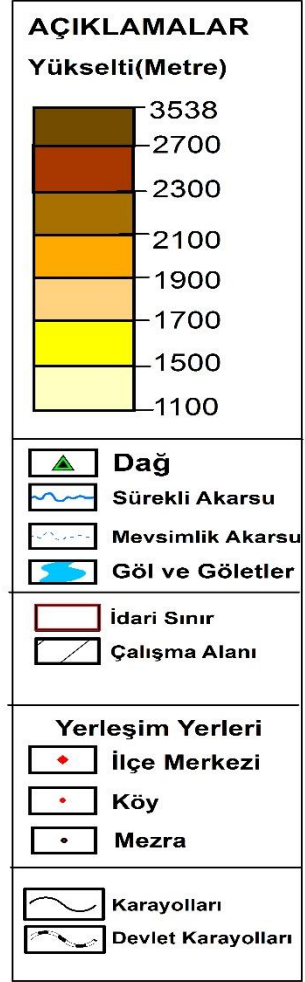 AÇIKLAMALAR
Yükselti(Metre)
3538
2700
2300
2100
1900
1700
1500
1100
Dağ
Sürekli Akarsu
Mevsimlik Akarsu
Göl ve Göletler
İdari Sınır
Çalışma Alanı
Yerleşim Yerleri
İlçe Merkezi
Köy
Mezra
Karayolları
Devlet Karayolları